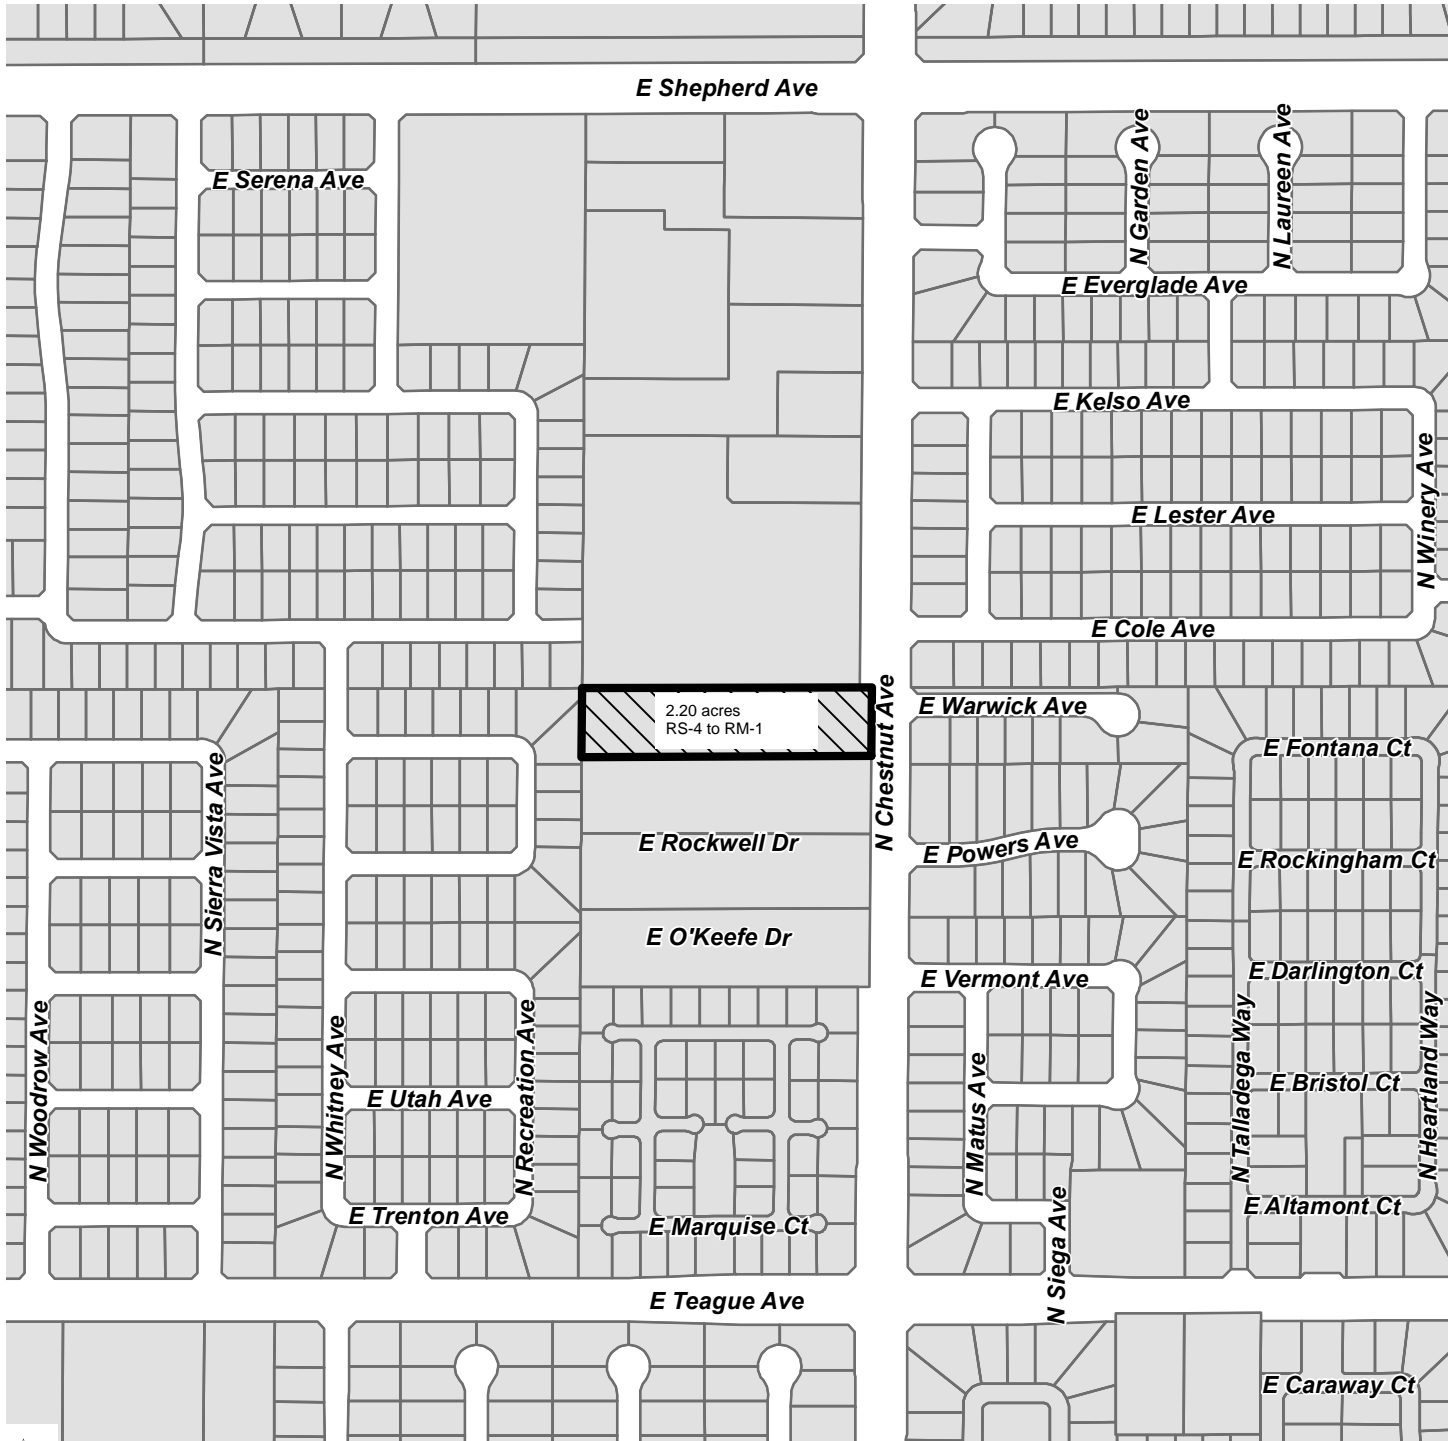 E Shepherd Ave
E Serena Ave
N Garden Ave
N Laureen Ave
E Everglade Ave
E Kelso Ave
N Winery Ave
E Lester Ave
E Cole Ave
2.20 acres
RS-4 to RM-1
N Chestnut Ave
E Warwick Ave
E Fontana Ct
N Sierra Vista Ave
E Rockwell Dr
E Powers Ave
E Rockingham Ct
E O'Keefe Dr
E Vermont Ave
E Darlington Ct
N Woodrow Ave
N Whitney Ave
N Recreation Ave
N Matus Ave
N Talladega Way
N Heartland Way
E Utah Ave
E Bristol Ct
E Trenton Ave
E Marquise Ct
N Siega Ave
E Altamont Ct
E Teague Ave
E Caraway Ct